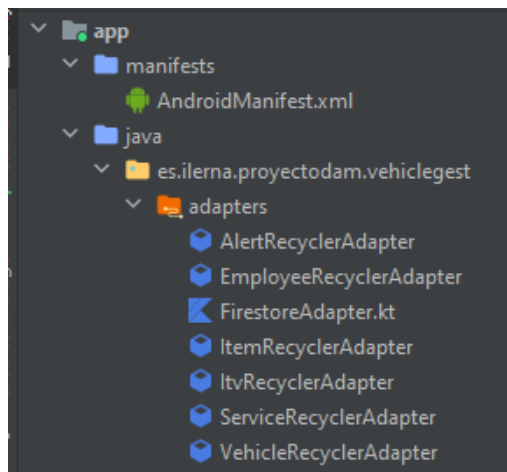 app
manifests
AndroidManifest.xml
java
es.ilerna.proyectodam.vehiclegest
adapters
AlertRecyclerAdapter
EmployeeRecyclerAdapter
FirestoreAdapter.kt
ItemRecyclerAdapter
ItvRecyclerAdapter
ServiceRecyclerAdapter
VehicleRecyclerAdapter